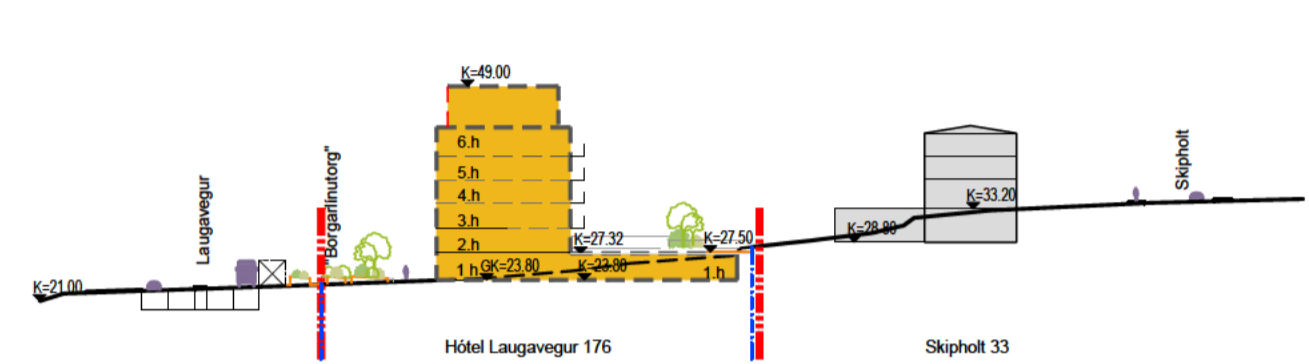 K=49.00
6.h
5.h
4.h
3.h
2.h
1 h
GK=23.80
K=23.80
1.h
K=27.32
K=27.50
K=21.00
Laugavegur
"Borgarlínutorg"
K=28.80
K=33.20
Skipholt
Hótel Laugavegur 176
Skipholt 33